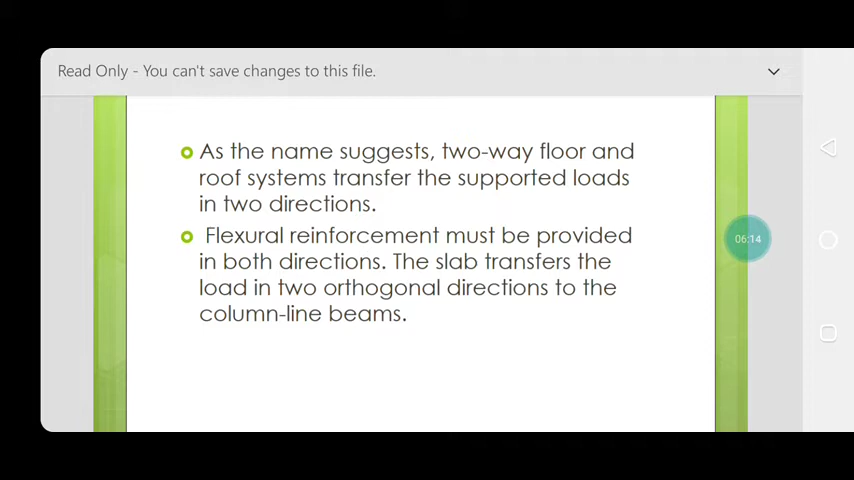 Read Only - You can't save changes to this file.
As the name suggests, two-way floor and
roof systems transfer the supported loads
in two directions.
Flexural reinforcement must be provided
in both directions. The slab transfers the
load in two orthogonal directions to the
column-line beams.
06:14